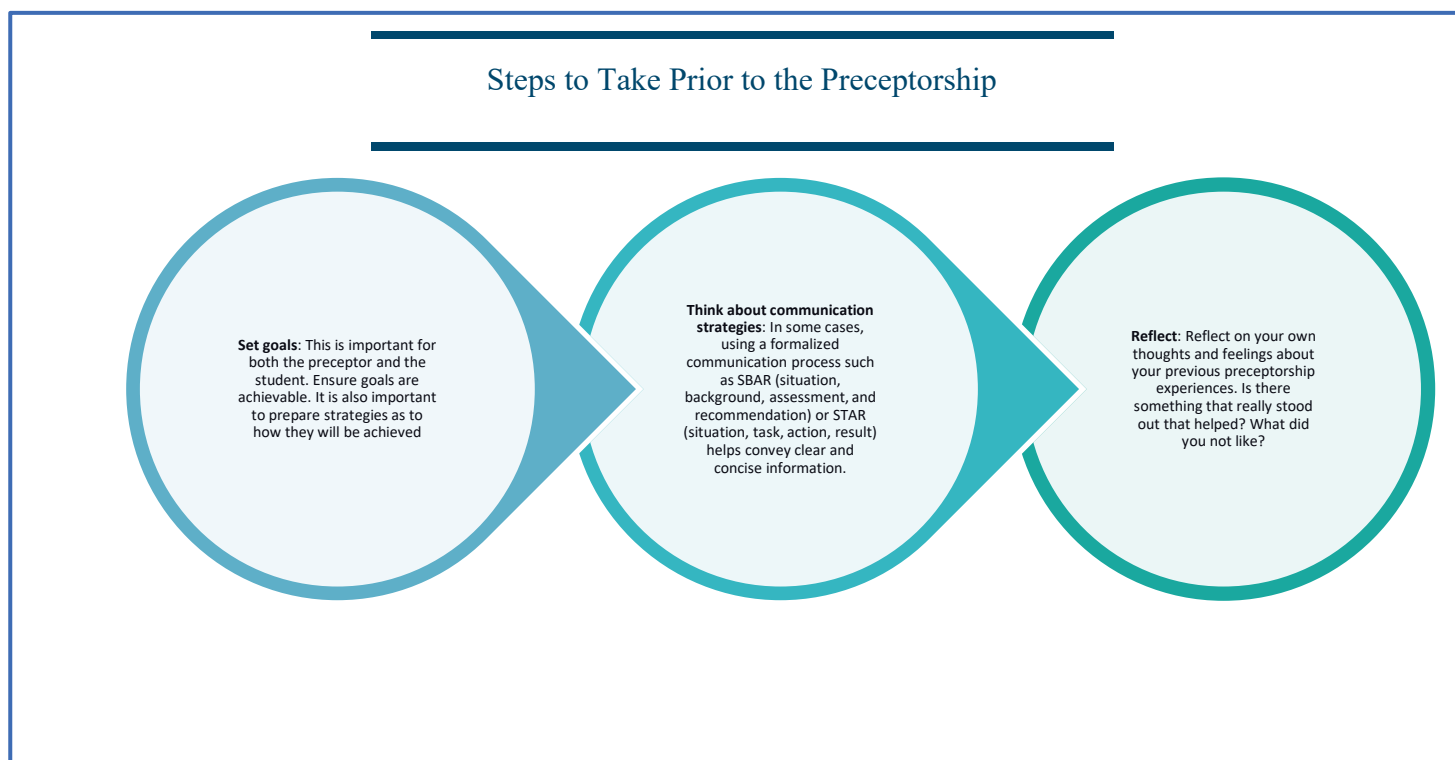 Steps to Take Prior to the Preceptorship
Set goals: This is important for
both the preceptor and the
student. Ensure goals are
achievable. It is also important
to prepare strategies as to
how they will be achieved
Think about communication
strategies: In some cases,
using a formalized
communication process such
as SBAR (situation,
background, assessment, and
recommendation) or STAR
(situation, task, action, result)
helps convey clear and
concise information.
Reflect: Reflect on your own
thoughts and feelings about
your previous preceptorship
experiences. Is there
something that really stood
out that helped? What did
you not like?